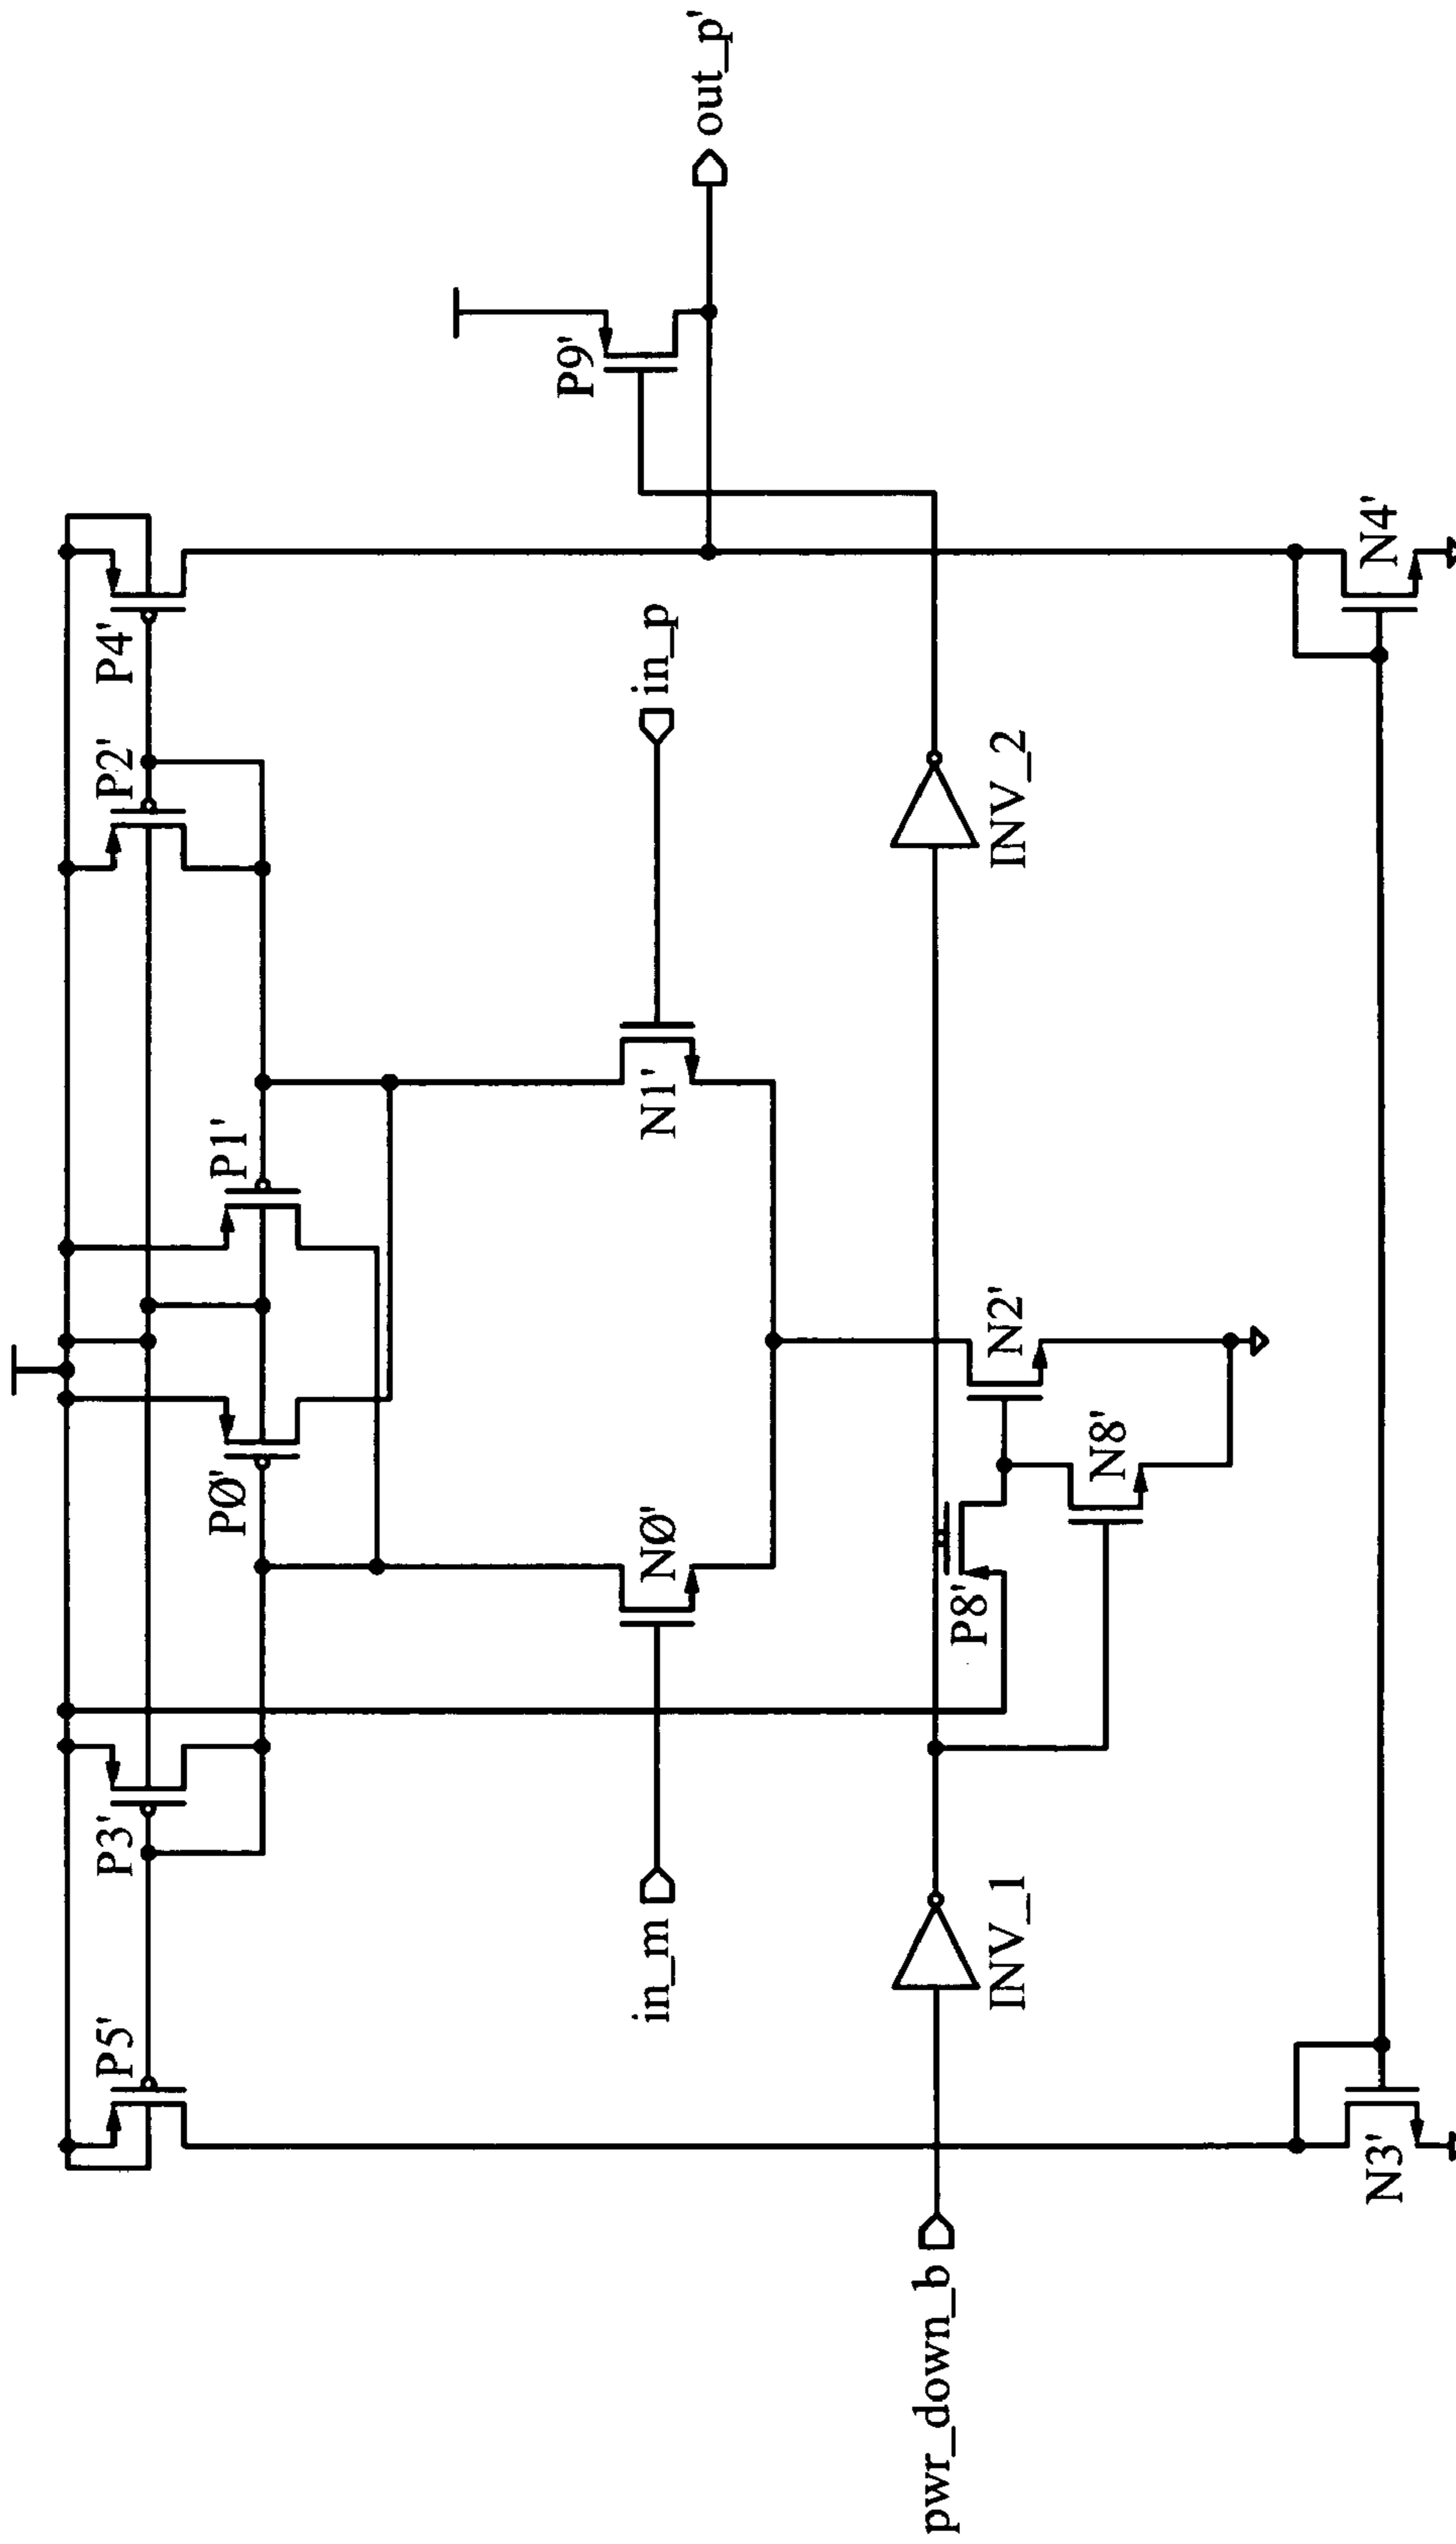 P5'
P3'
P2'
P4'
PØ'
P1'
P9'
out_p'
in_m
NØ'
N1'
in_p
pwr_down_b
INV_1
P8'
N2'
INV_2
N8'
N3'
N4'